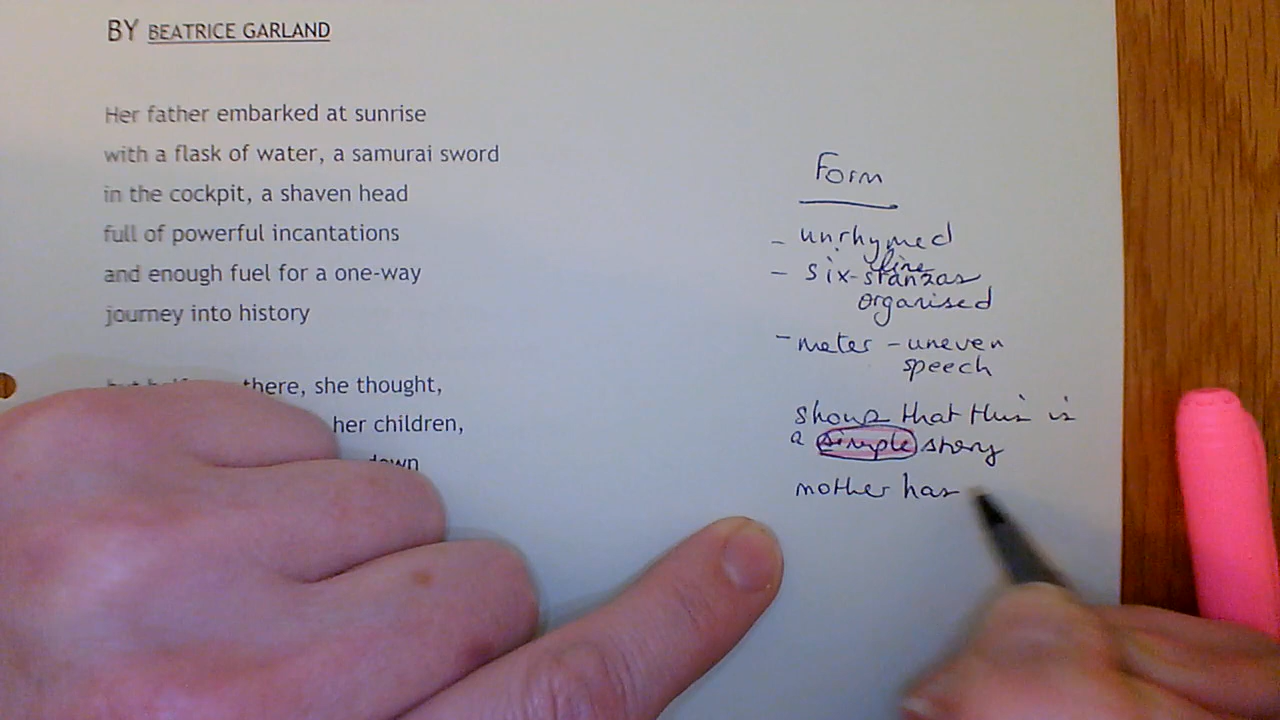 BY BEATRICE GARLAND
Her father embarked at sunrise
with a flask of water, a samurai sword
in the cockpit, a shaven head
full of powerful incantations
and enough fuel for a one-way
journey into history
there, she thought,
her children,
down
Form
- unrhymed
line
- six-stanzas
organised
- meter - uneven
speech
shows that this is
a simple story
mother has